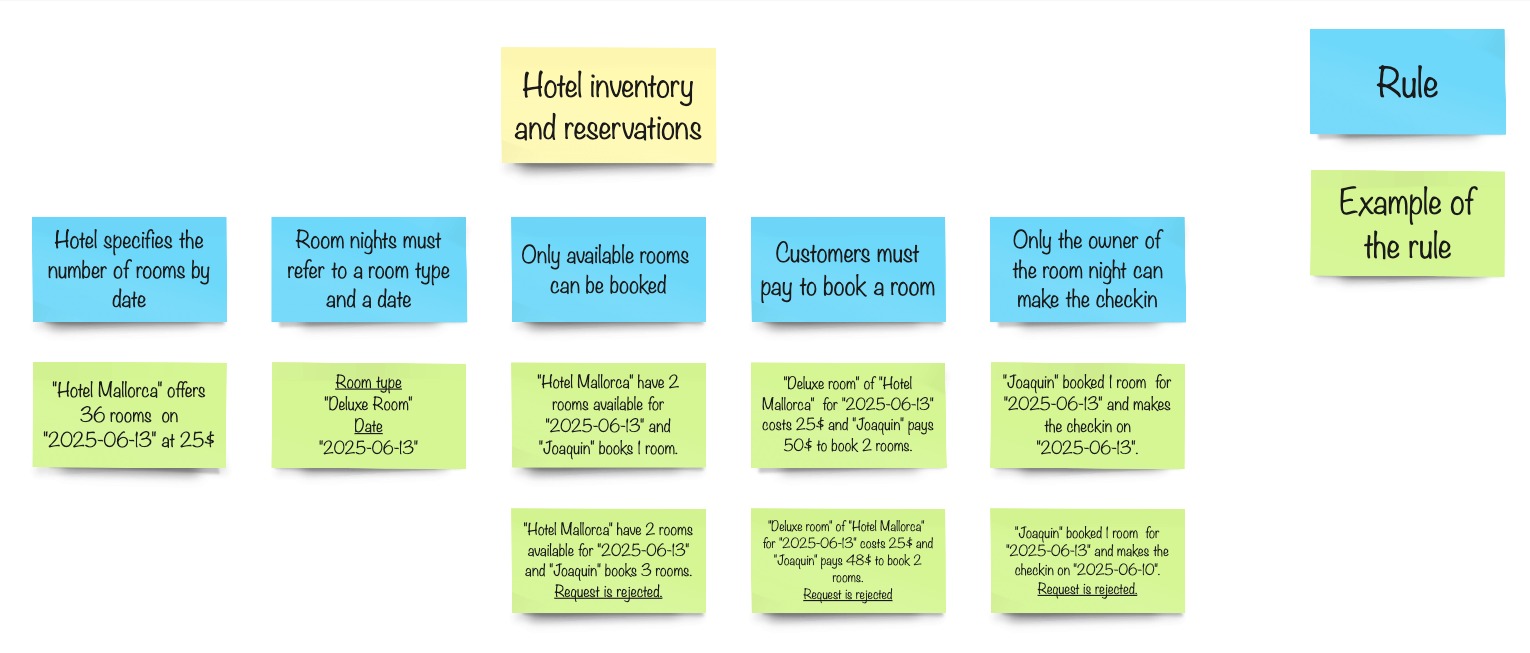 Hotel inventory
and reservations
Rule
Example of
the rule
Hotel specifies the
number of rooms by
date
Room nights must
refer to a room type
and a date
Only available rooms
can be booked
Customers must
pay to book a room
Only the owner of
the room night can
make the checkin
"Hotel Mallorca" offers
36 rooms on
"2025-06-13" at 25$
Room type
"Deluxe Room"
Date
"2025-06-13"
"Hotel Mallorca" have 2
rooms available for
"2025-06-13" and
"Joaquin" books 1 room.
"Deluxe room" of "Hotel
Mallorca" for "2025-06-13"
costs 25$ and "Joaquin" pays
50$ to book 2 rooms.
"Joaquin" booked 1 room for
"2025-06-13" and makes
the checkin on
"2025-06-13".
"Hotel Mallorca" have 2 rooms
available for "2025-06-13"
and "Joaquin" books 3 rooms.
Request is rejected.
"Deluxe room" of "Hotel Mallorca"
for "2025-06-13" costs 25$ and
"Joaquin" pays 48$ to book 2
rooms.
Request is rejected
"Joaquin" booked 1 room for
"2025-06-13" and makes the
checkin on "2025-06-10".
Request is rejected.